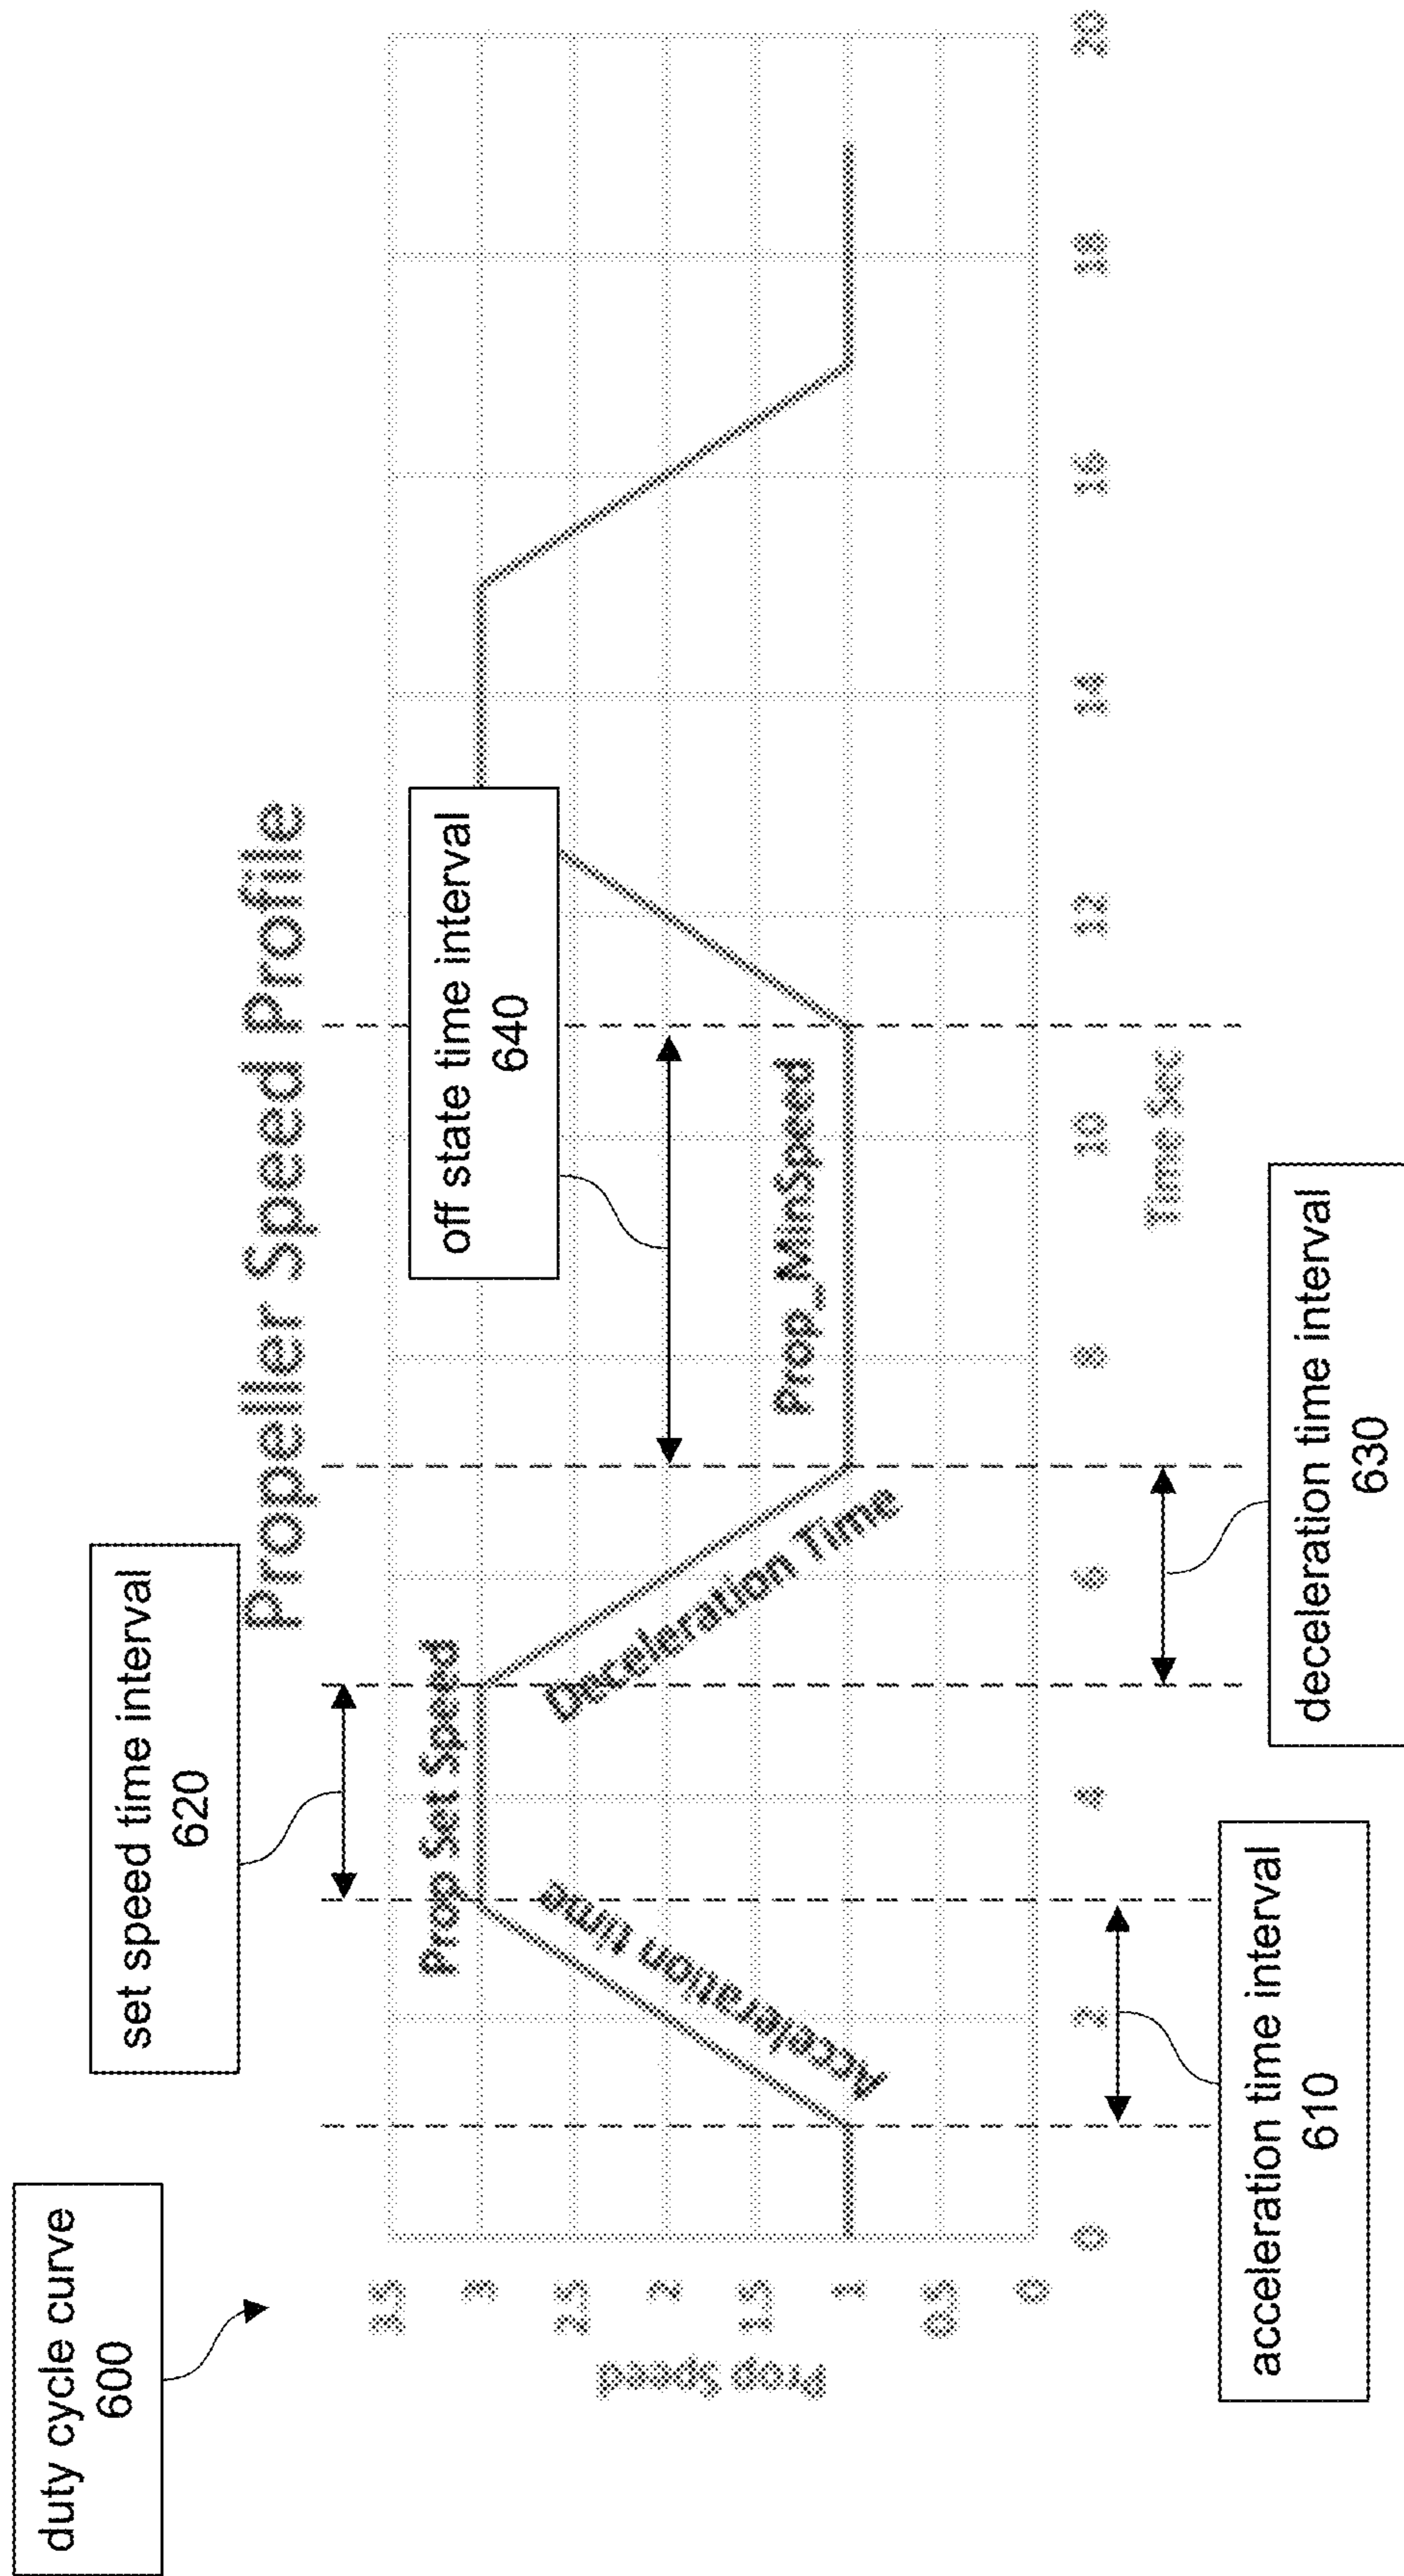 duty cycle curve
600
set speed time interval
620
Propeller Speed Profile
off state time interval
640
Prop Speed
3.5
3
2.5
2
1.5
1
0.5
0
Prop Set Speed
Acceleration time
Deceleration Time
Prop_MinSpeed
0
2
4
6
8
10
12
14
16
18
20
Time Sec
acceleration time interval
610
deceleration time interval
630